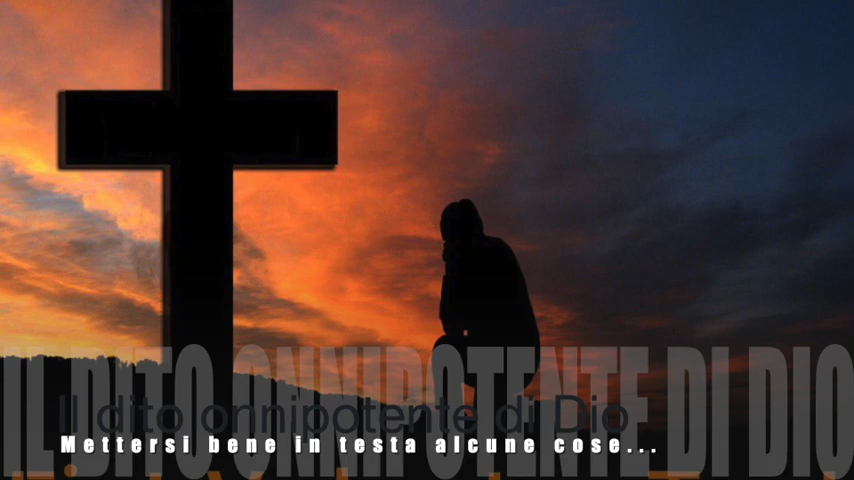 IL DITO ONNIPOTENTE DI DIO
Il dito onnipotente di Dio
Mettersi bene in testa alcune cose...